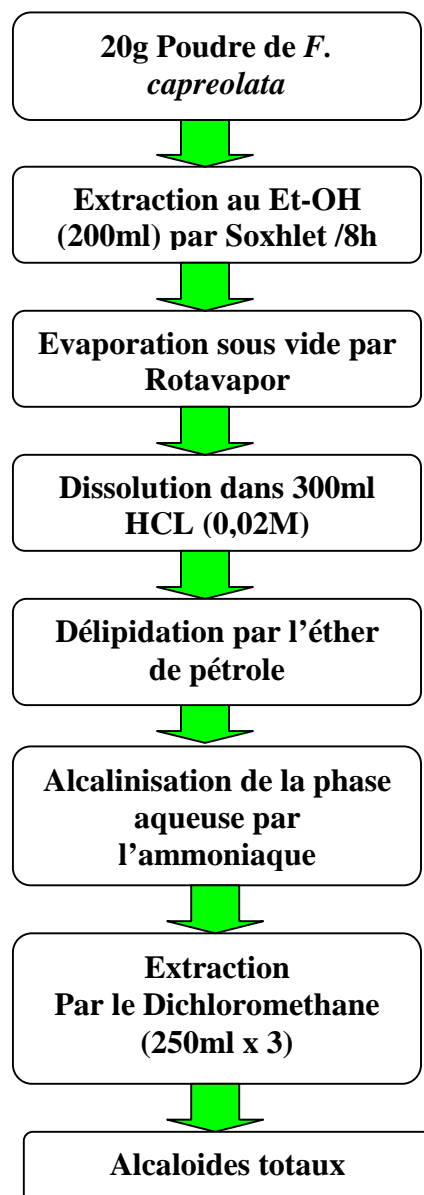 20g Poudre de F.
capreolata
Extraction au Et-OH
(200ml) par Soxhlet /8h
Evaporation sous vide par
Rotavapor
Dissolution dans 300ml
HCL (0,02M)
Délipidation par l’éther
de pétrole
Alcalinisation de la phase
aqueuse par
l’ammoniaque
Extraction
Par le Dichloromethane
(250ml x 3)
Alcaloides totaux